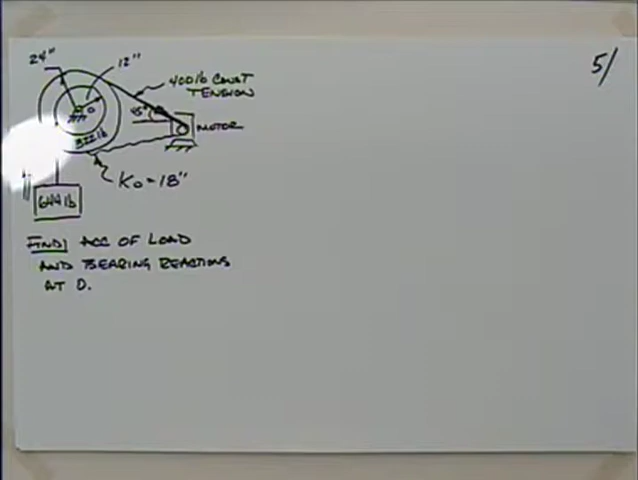 5/
24"
12"
400 lb CONST
TENSION
45°
O
322 lb
MOTOR
Ko = 18"
644 lb
FIND| ACC OF LOAD
AND BEARING REACTIONS
AT O.